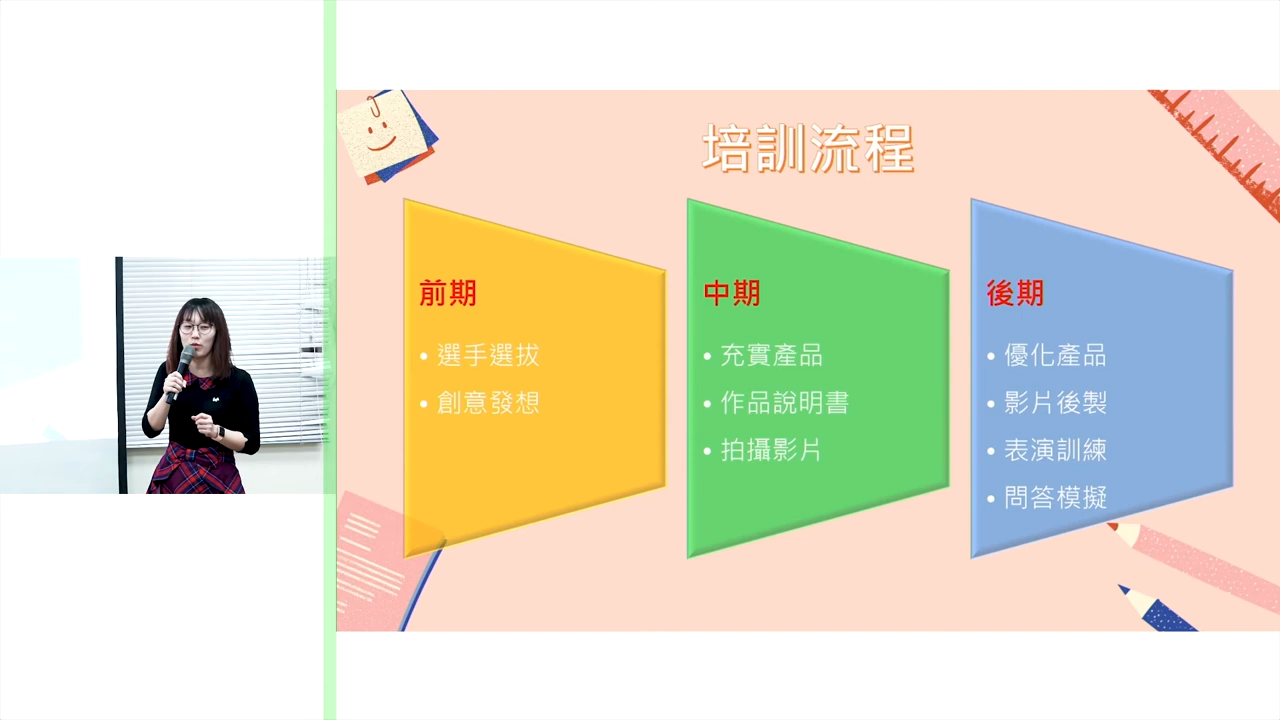 培訓流程
前期
• 選手選拔
• 創意發想
中期
• 充實產品
• 作品說明書
• 拍攝影片
後期
• 優化產品
• 影片後製
• 表演訓練
• 問答模擬